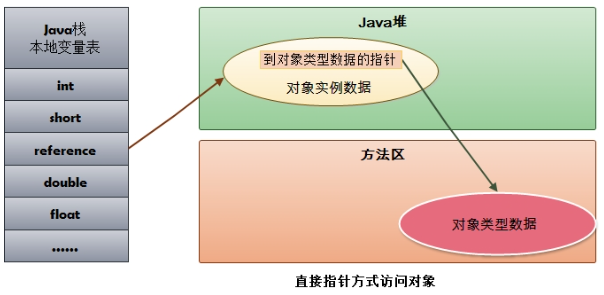 Java栈
本地变量表
int
short
reference
double
float
......
Java堆
到对象类型数据的指针
对象实例数据
方法区
对象类型数据
直接指针方式访问对象